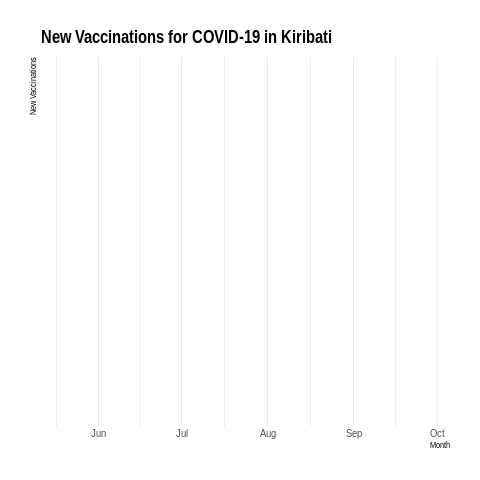 New Vaccinations for COVID-19 in Kiribati
New Vaccinations
Jun Jul Aug Sep Oct
Month